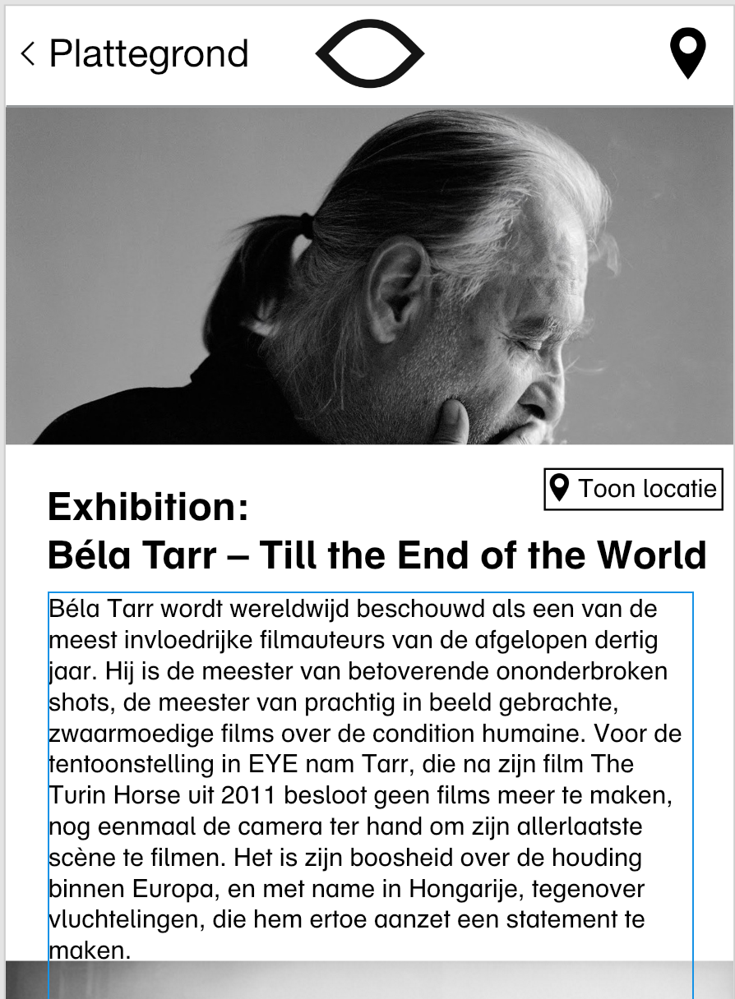 Plattegrond
Toon locatie
Exhibition:
Béla Tarr – Till the End of the World
Béla Tarr wordt wereldwijd beschouwd als een van de
meest invloedrijke filmauteurs van de afgelopen dertig
jaar. Hij is de meester van betoverende ononderbroken
shots, de meester van prachtig in beeld gebrachte,
zwaarmoedige films over de condition humaine. Voor de
tentoonstelling in EYE nam Tarr, die na zijn film The
Turin Horse uit 2011 besloot geen films meer te maken,
nog eenmaal de camera ter hand om zijn allerlaatste
scène te filmen. Het is zijn boosheid over de houding
binnen Europa, en met name in Hongarije, tegenover
vluchtelingen, die hem ertoe aanzet een statement te
maken.